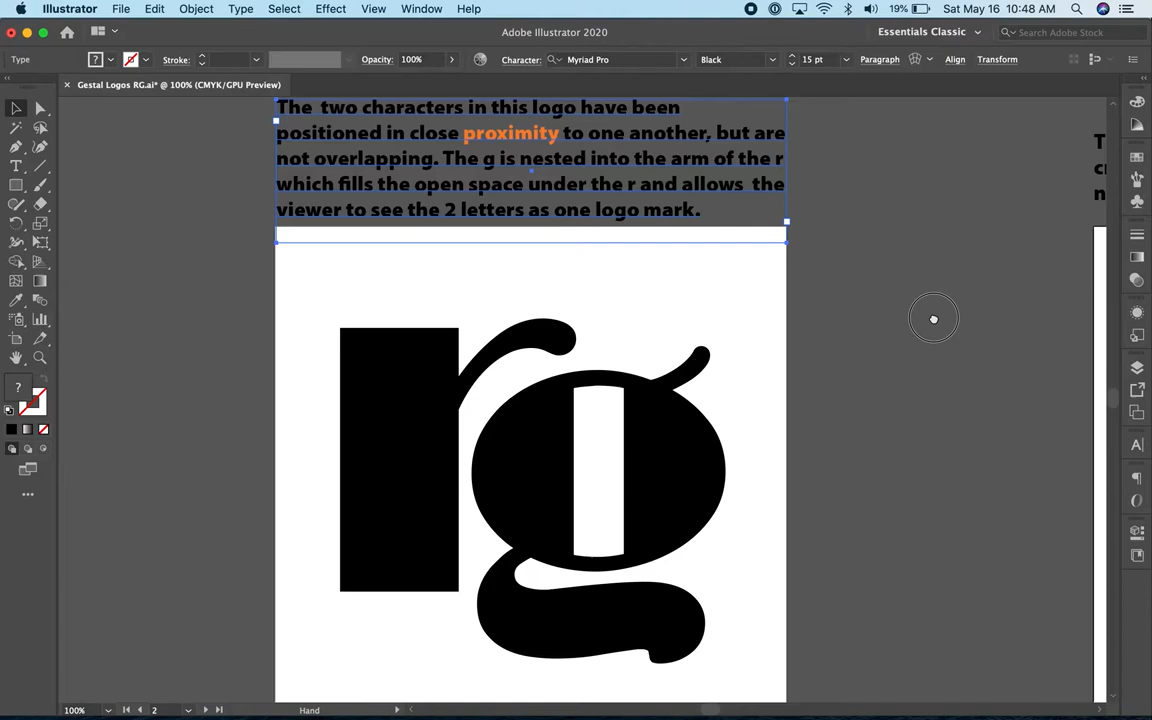 Illustrator File Edit Object Type Select Effect View Window Help 19% Sat May 16 10:48 AM
Adobe Illustrator 2020 Essentials Classic Search Adobe Stock
Type ? Stroke: Opacity: 100% Character: Myriad Pro Black 15 pt Paragraph Align Transform
× Gestal Logos RG.ai* @ 100% (CMYK/GPU Preview)
The two characters in this logo have been
positioned in close proximity to one another, but are
not overlapping. The g is nested into the arm of the r
which fills the open space under the r and allows the
viewer to see the 2 letters as one logo mark.
T
n
rg
?
100% 2 Hand